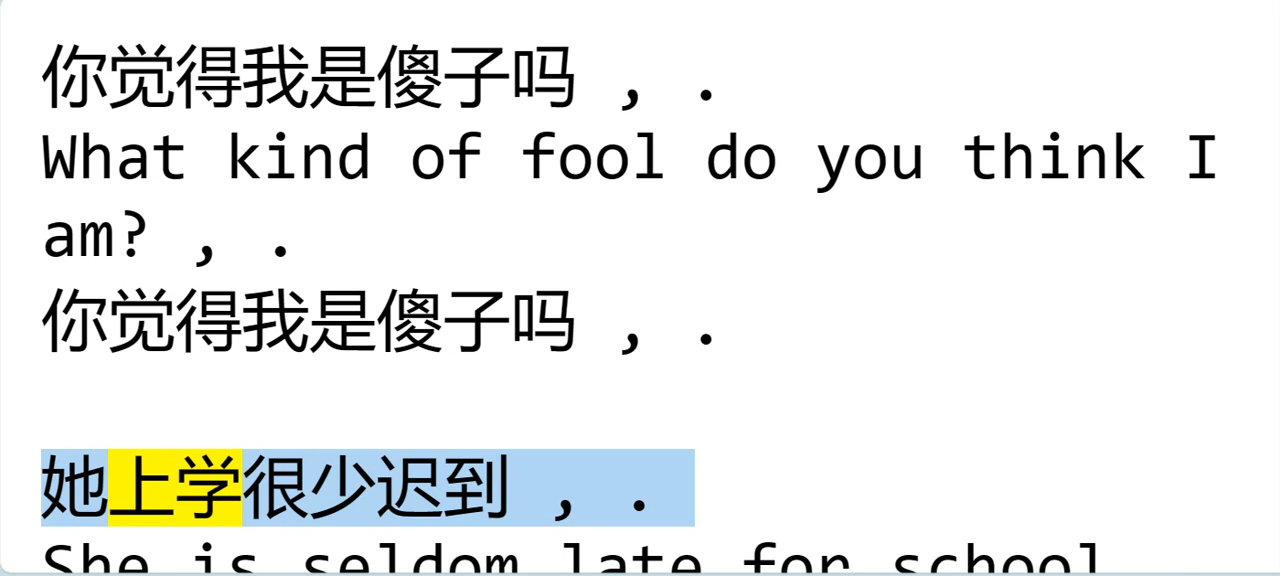 你觉得我是傻子吗 , .
What kind of fool do you think I
am? , .
你觉得我是傻子吗 , .
她上学很少迟到 , .
She is seldom late for school